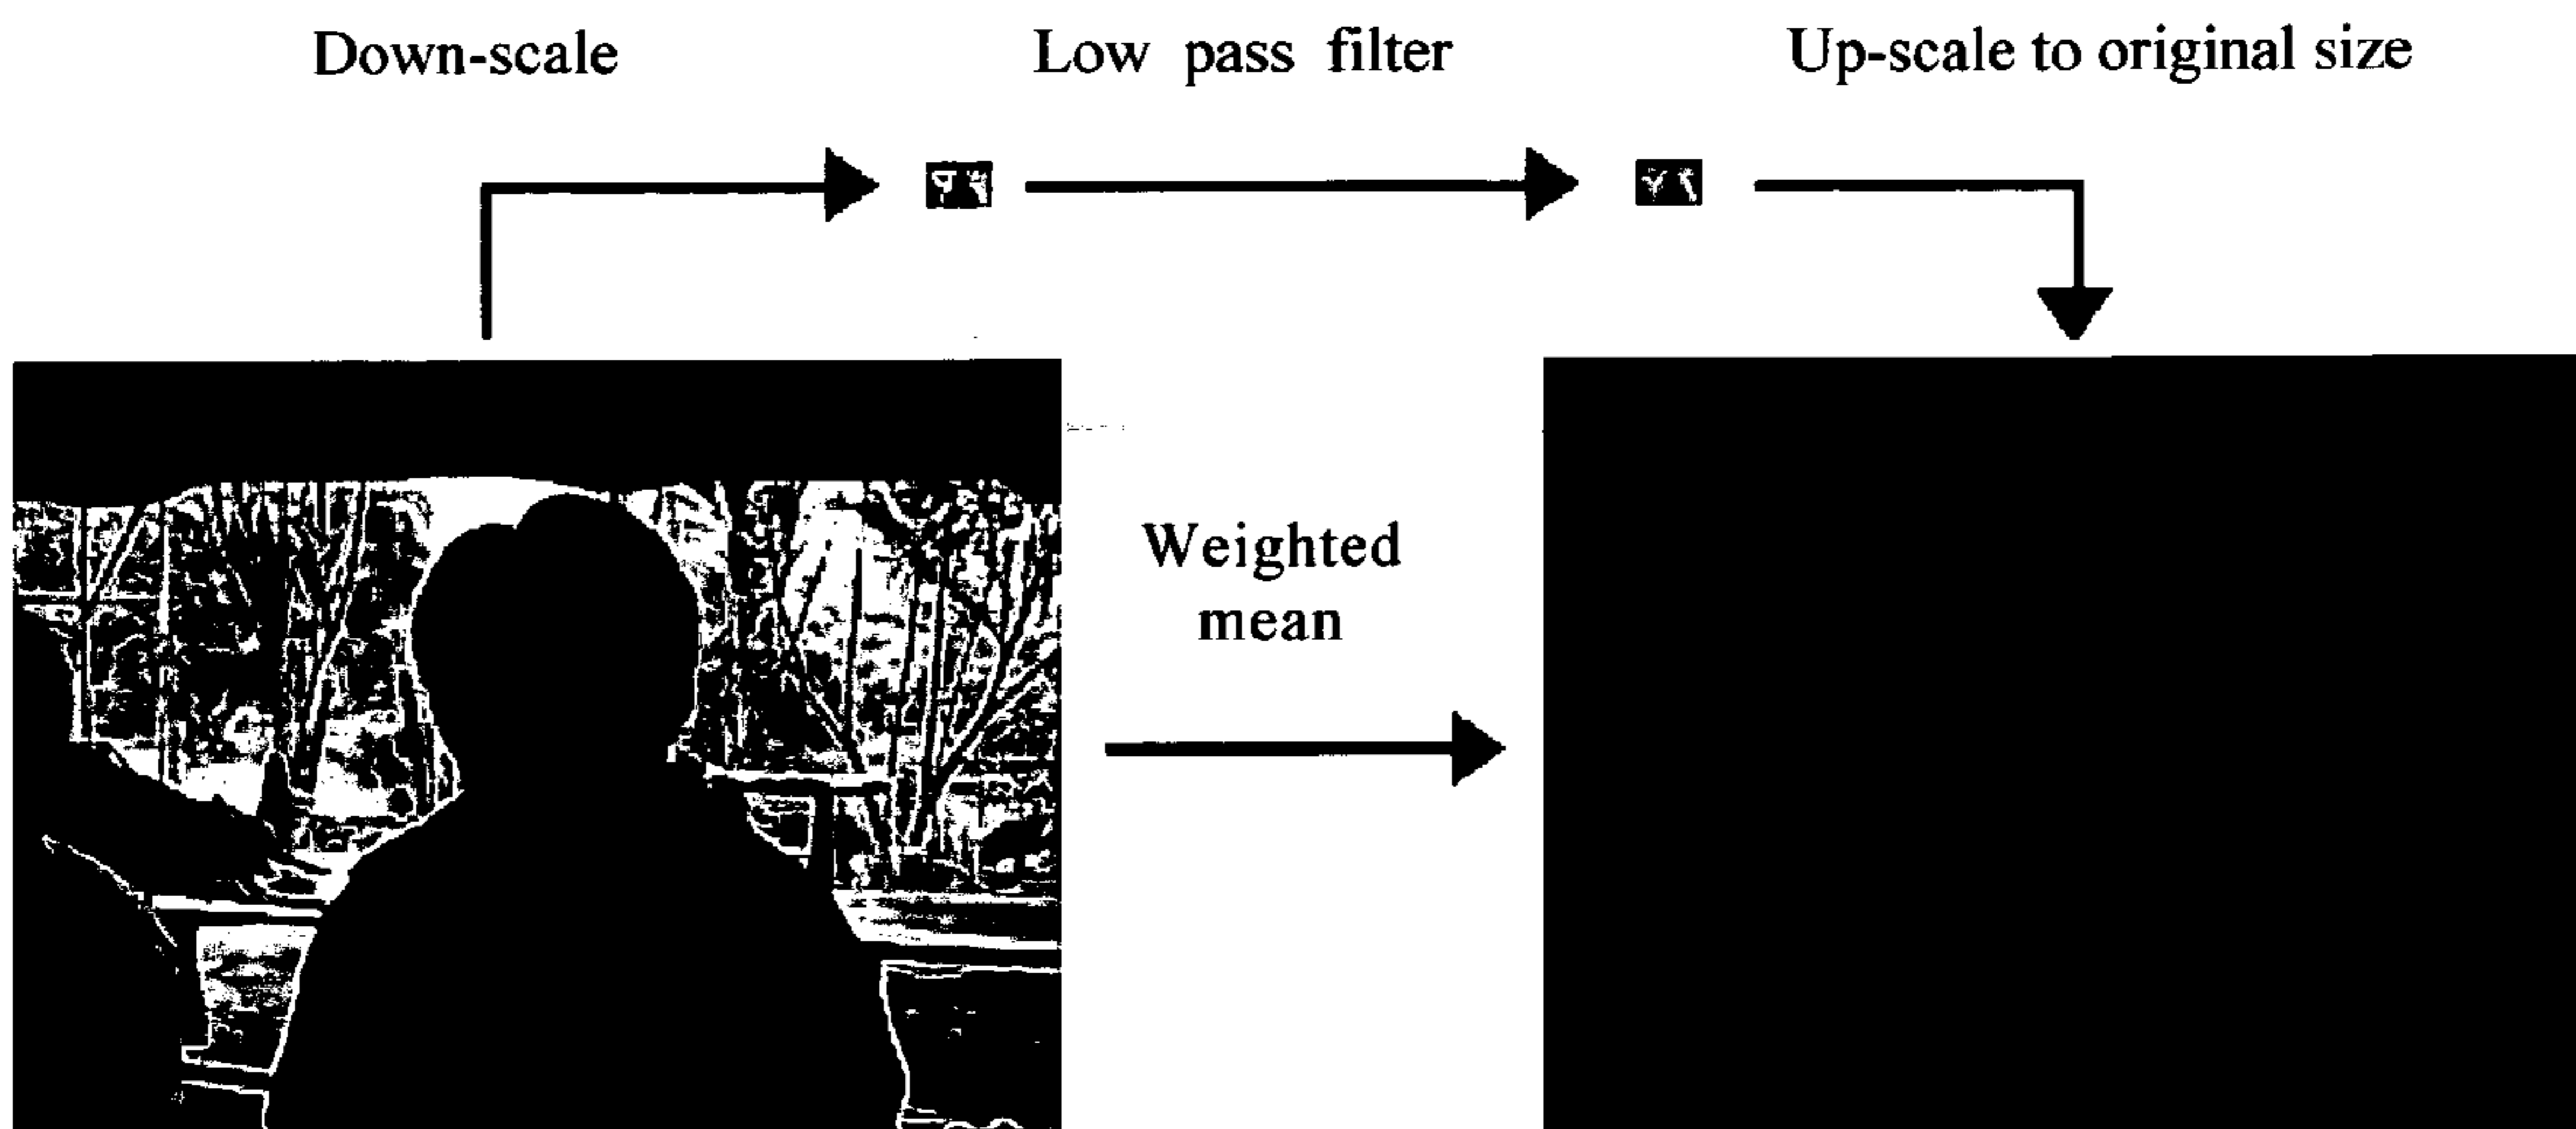 Down-scale
Low pass filter
Up-scale to original size
Weighted
mean